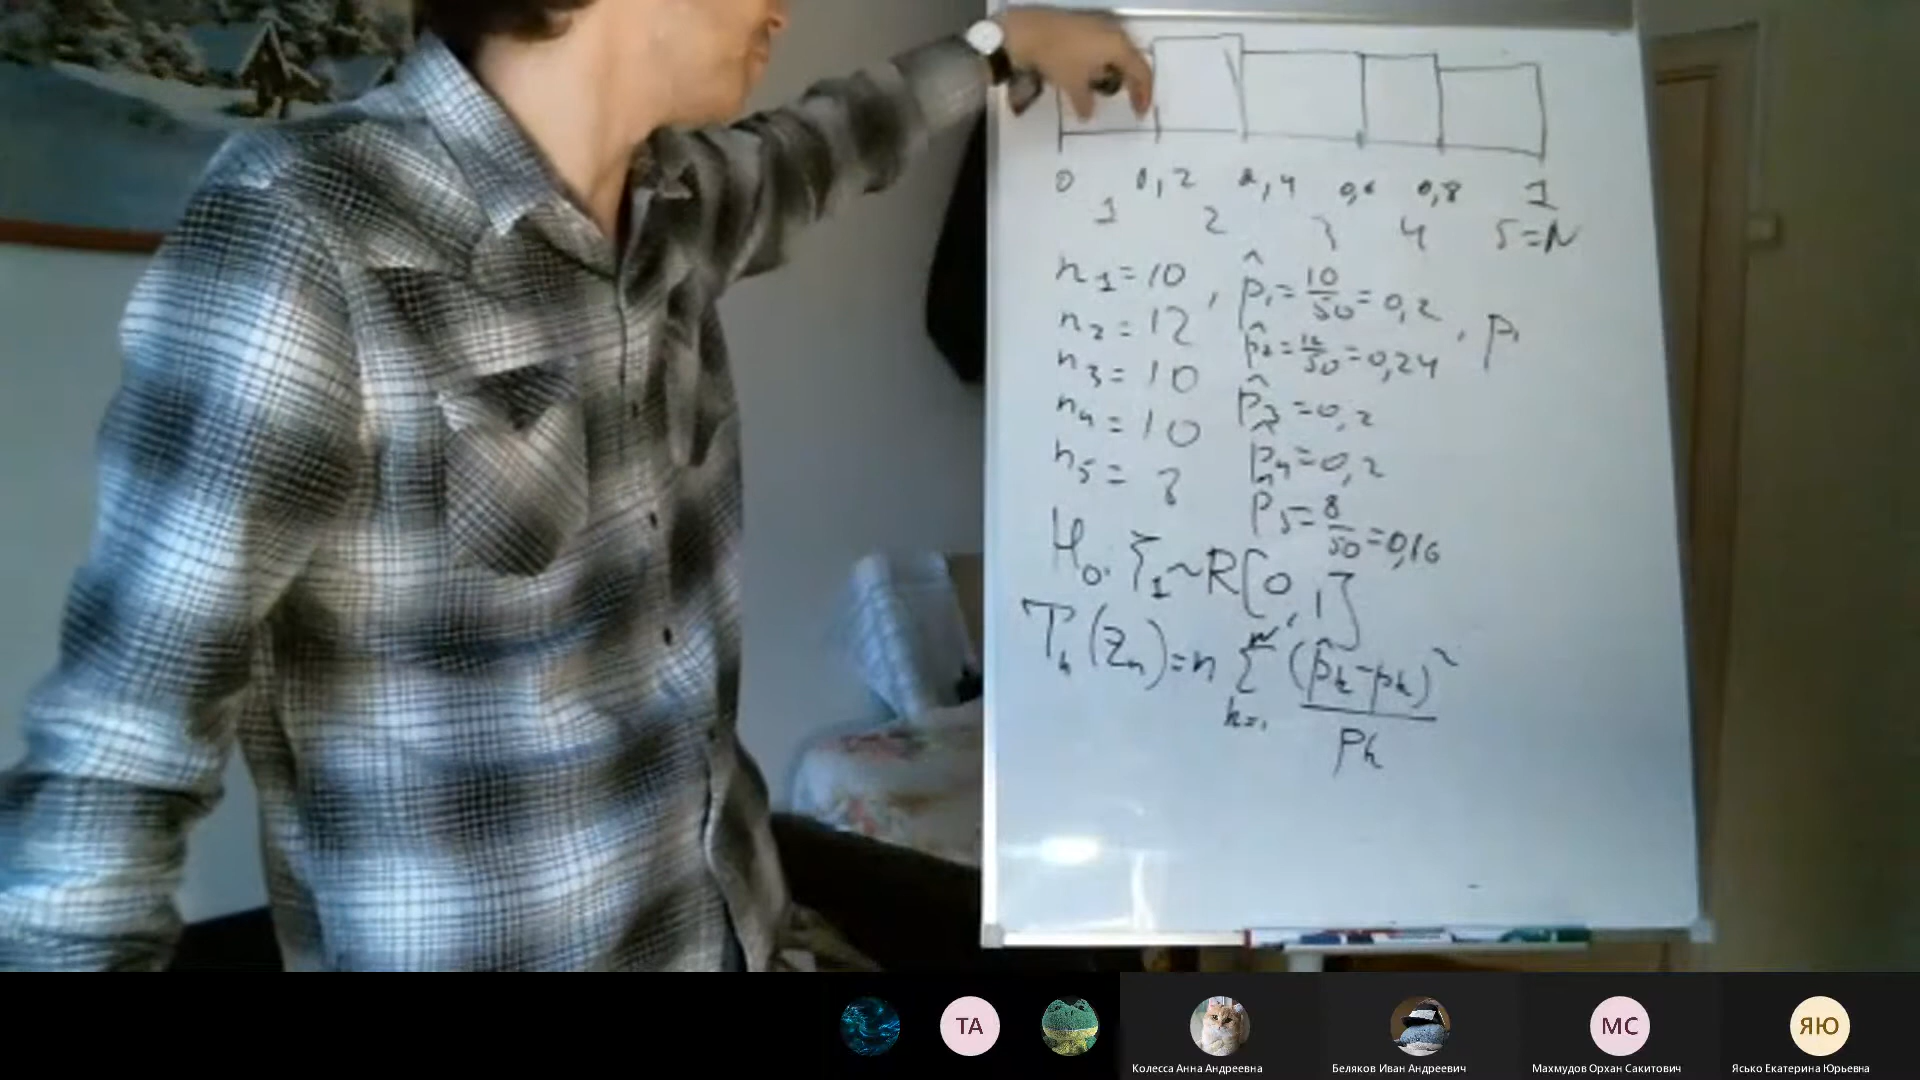 0 0,2 0,4 0,6 0,8 1
1 2 3 4 5=N
n₁=10, p̂₁=10/50=0,2, p₁
n₂=12 p̂₂=12/50=0,24
n₃=10 p̂₃=0,2
n₄=10 p̂₄=0,2
n₅=8 p̂₅=8/50=0,16
H₀: ξ₁~R[0,1]
Tₙ(Zₙ)=n Σ_{k=1}^{N} (p̂ₖ-pₖ)²/pₖ
TA
МС
ЯЮ
Колесса Анна Андреевна
Беляков Иван Андреевич
Махмудов Орхан Сакитович
Ясько Екатерина Юрьевна